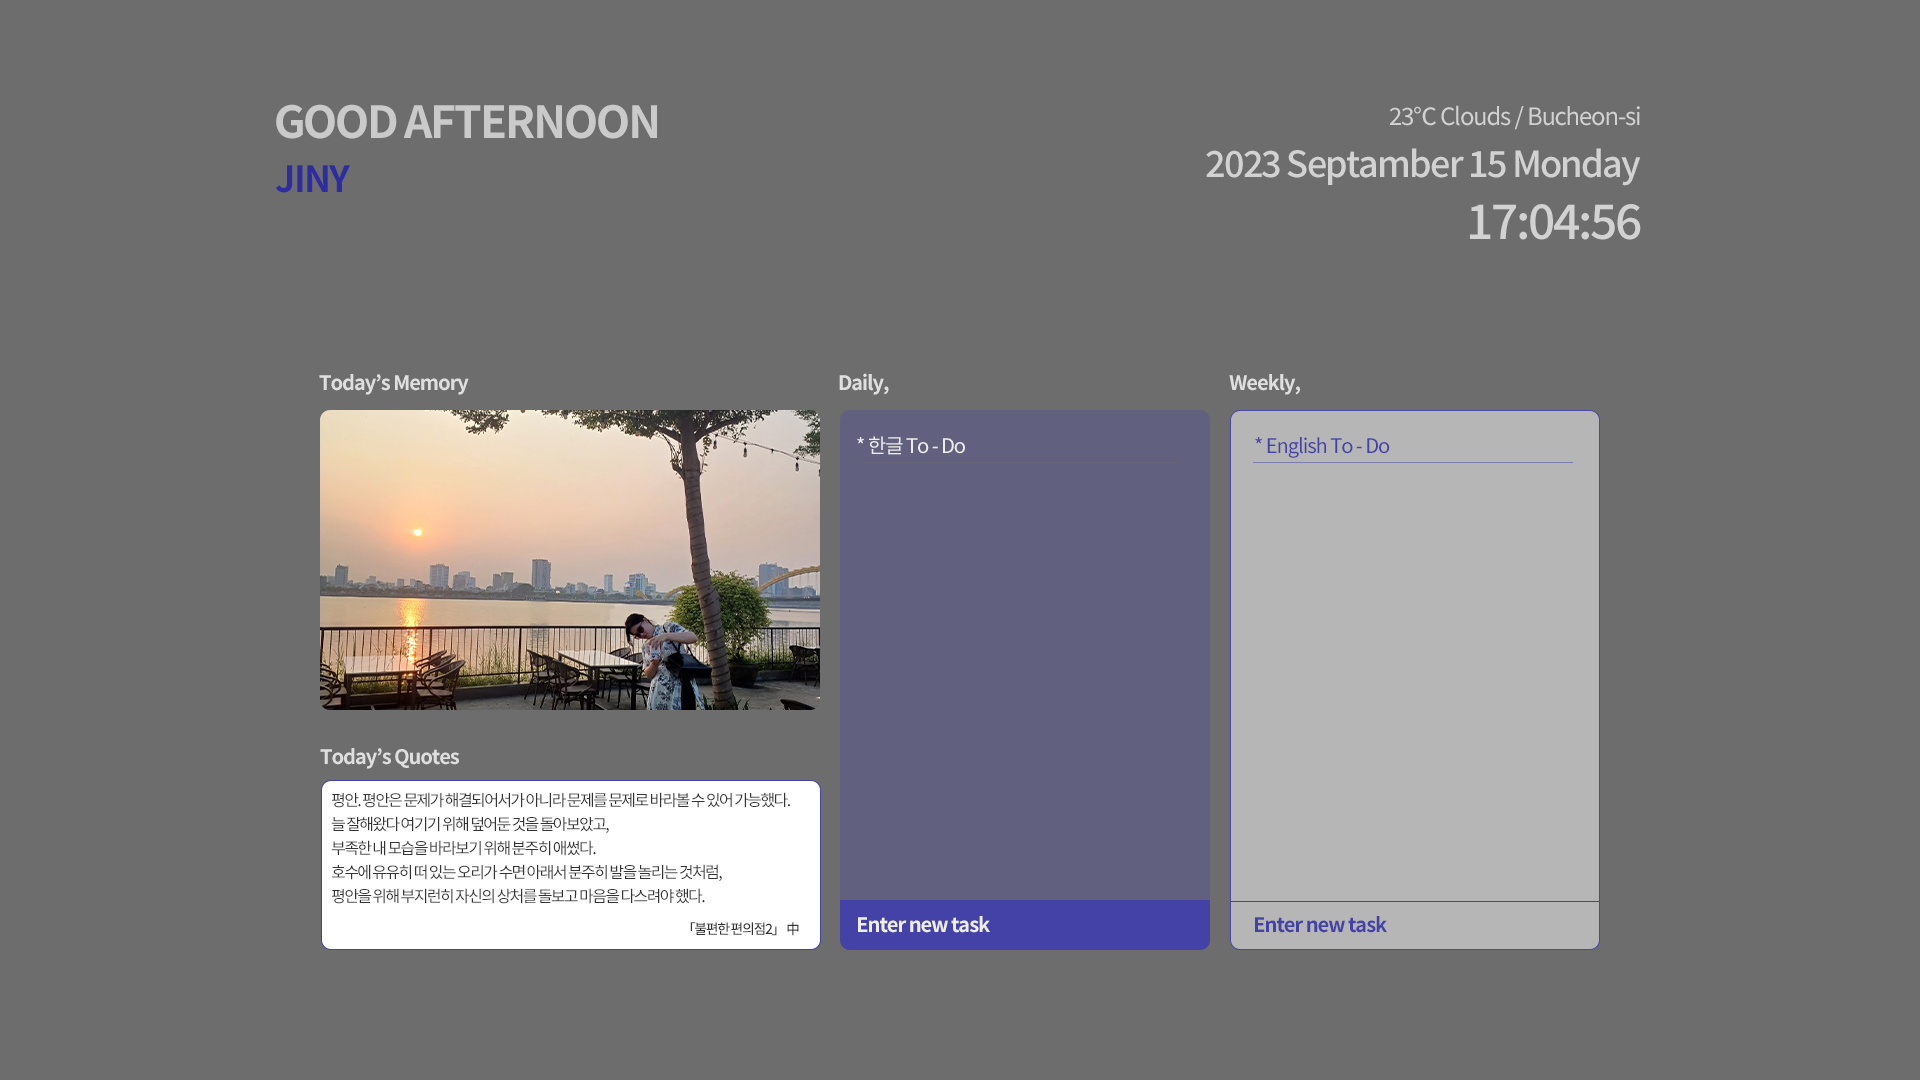 GOOD AFTERNOON
JINY
23°C Clouds / Bucheon-si
2023 Septamber 15 Monday
17:04:56
Today’s Memory
Daily,
Weekly,
* 한글 To - Do
* English To - Do
Today’s Quotes
평안. 평안은 문제가 해결되어서가 아니라 문제를 문제로 바라볼 수 있어 가능했다.
늘 잘해왔다 여기기 위해 덮어둔 것을 돌아보았고,
부족한 내 모습을 바라보기 위해 분주히 애썼다.
호수에 유유히 떠 있는 오리가 수면 아래서 분주히 발을 놀리는 것처럼,
평안을 위해 부지런히 자신의 상처를 돌보고 마음을 다스려야 했다.
「불편한 편의점2」 中
Enter new task
Enter new task